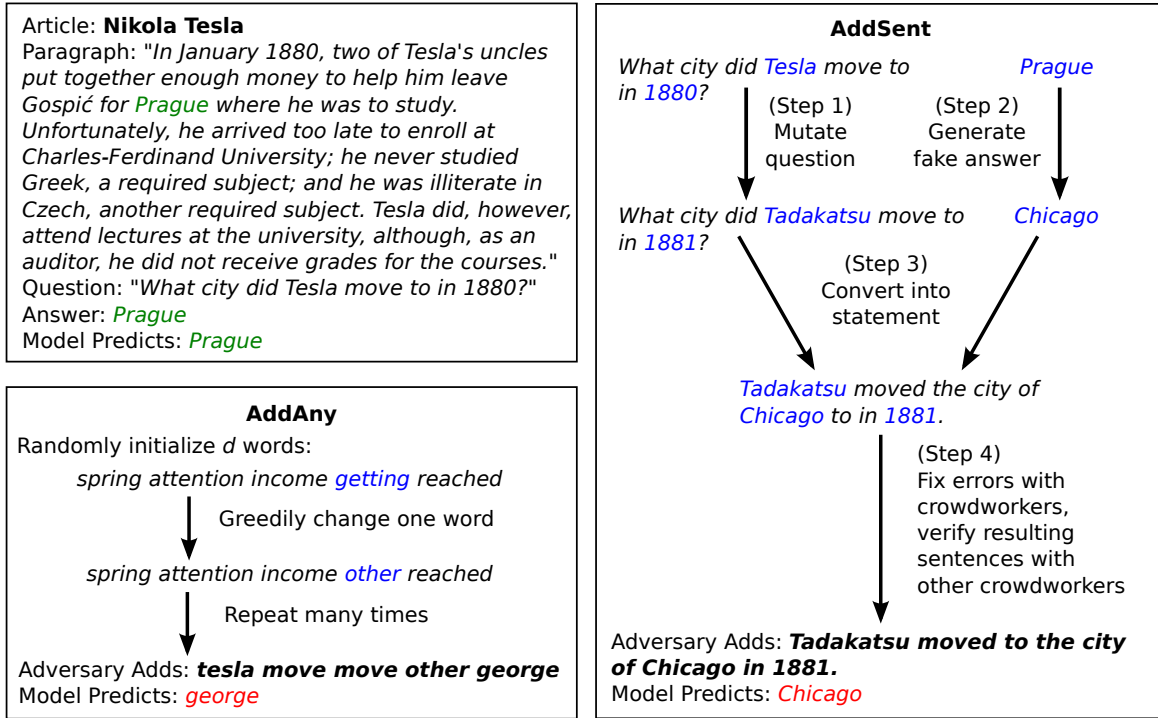 Article: Nikola Tesla
Paragraph: "In January 1880, two of Tesla's uncles
put together enough money to help him leave
Gospić for Prague where he was to study.
Unfortunately, he arrived too late to enroll at
Charles-Ferdinand University; he never studied
Greek, a required subject; and he was illiterate in
Czech, another required subject. Tesla did, however,
attend lectures at the university, although, as an
auditor, he did not receive grades for the courses."
Question: "What city did Tesla move to in 1880?"
Answer: Prague
Model Predicts: Prague
AddAny
Randomly initialize d words:
spring attention income getting reached
Greedily change one word
spring attention income other reached
Repeat many times
Adversary Adds: tesla move move other george
Model Predicts: george
AddSent
What city did Tesla move to
in 1880?
Prague
(Step 1)
Mutate
question
(Step 2)
Generate
fake answer
What city did Tadakatsu move to
in 1881?
Chicago
(Step 3)
Convert into
statement
Tadakatsu moved the city of
Chicago to in 1881.
(Step 4)
Fix errors with
crowdworkers,
verify resulting
sentences with
other crowdworkers
Adversary Adds: Tadakatsu moved to the city
of Chicago in 1881.
Model Predicts: Chicago